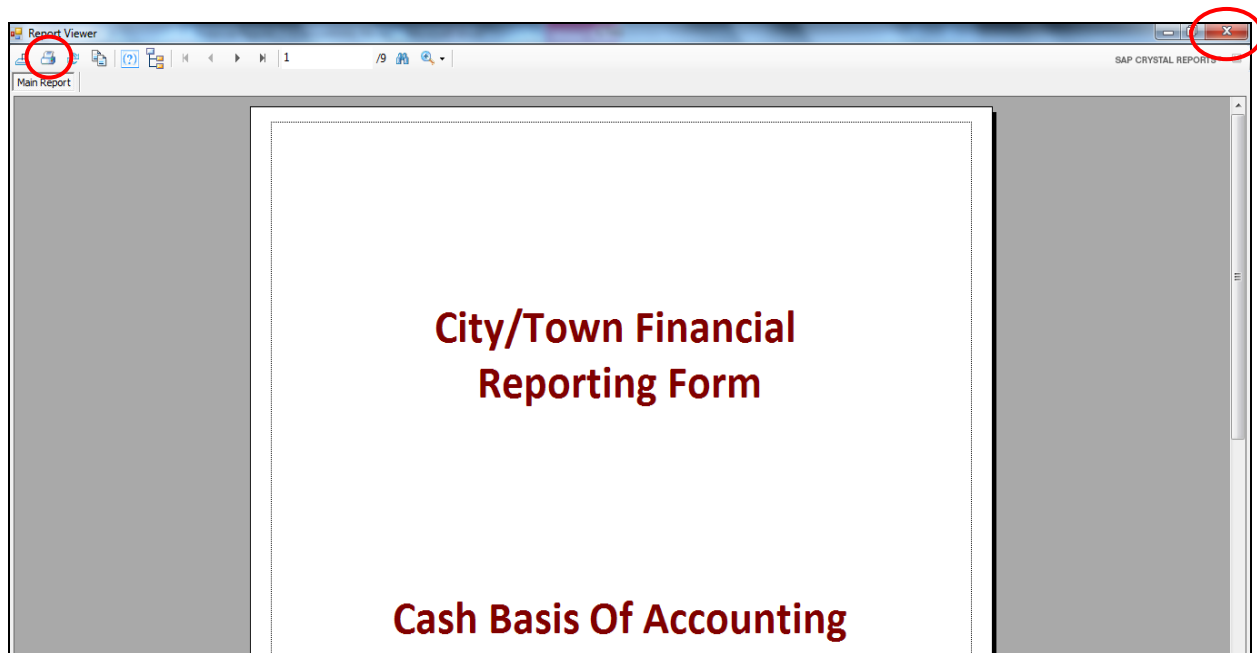 Report Viewer
1 /9
SAP CRYSTAL REPORTS
Main Report
City/Town Financial
Reporting Form
Cash Basis Of Accounting